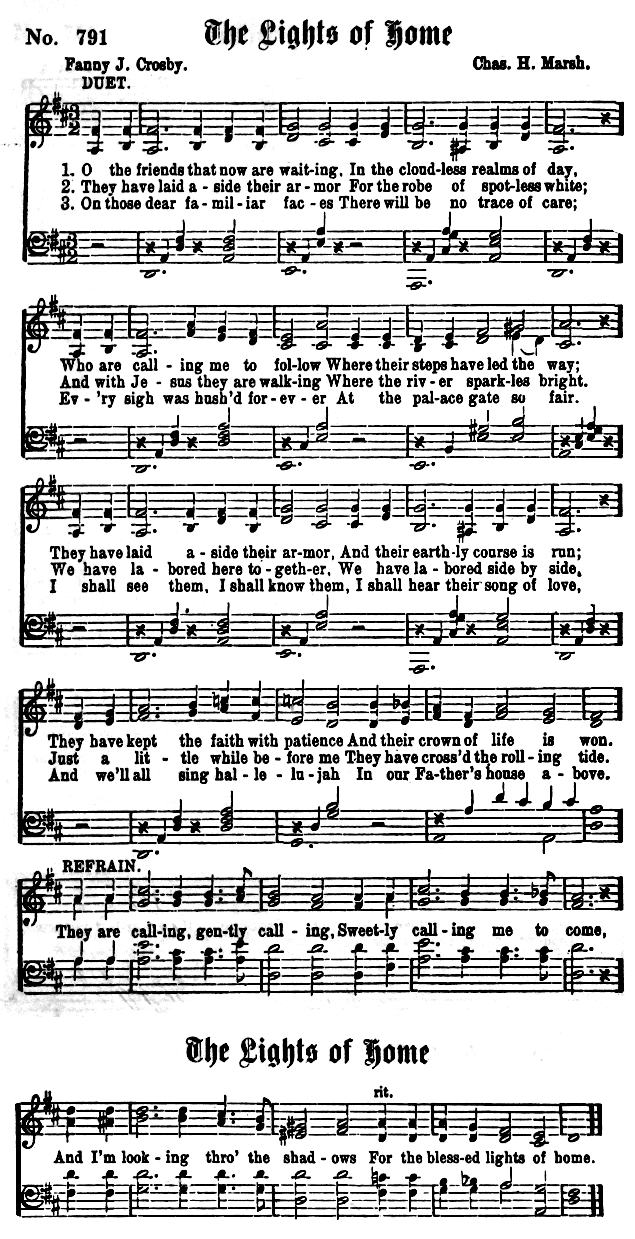 No. 791 The Lights of Home
Fanny J. Crosby. Chas. H. Marsh.
DUET.
1. O the friends that now are wait-ing, In the cloud-less realms of day,
2. They have laid a - side their ar - mor For the robe of spot-less white;
3. On those dear fa - mil - iar fac - es There will be no trace of care;
Who are call - ing me to fol-low Where their steps have led the way;
And with Je - sus they are walk-ing Where the riv - er spark-les bright.
Ev - 'ry sigh was hush'd for - ev - er At the pal-ace gate so fair.
They have laid a - side their ar-mor, And their earth-ly course is run;
We have la - bored here to - geth-er, We have la - bored side by side,
I shall see them, I shall know them, I shall hear their song of love,
They have kept the faith with patience And their crown of life is won.
Just a lit - tle while be - fore me They have cross'd the roll - ing tide.
And we'll all sing hal - le - lu - jah In our Fa-ther's house a - bove.
REFRAIN.
They are call-ing, gen-tly call - ing, Sweet-ly call - ing me to come,
The Lights of Home
rit.
And I'm look - ing thro' the shad - ows For the bless-ed lights of home.